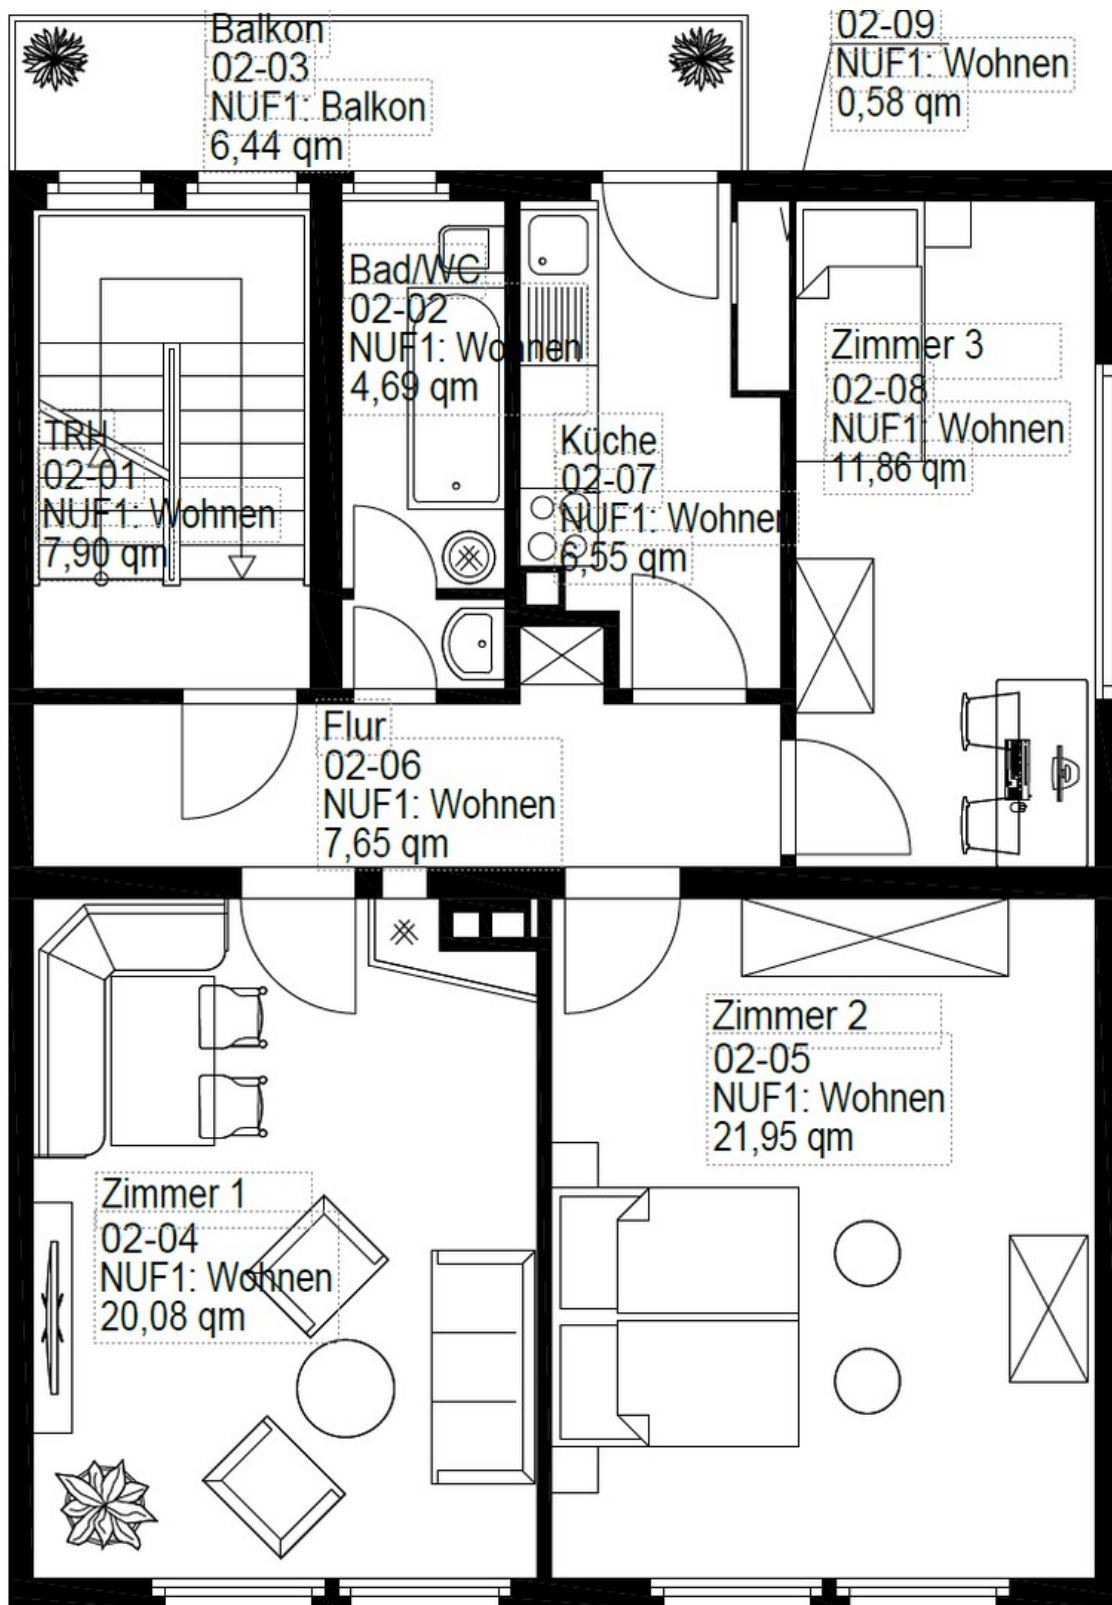 Balkon
02-03
NUF1: Balkon
6,44 qm
02-09
NUF1: Wohnen
0,58 qm
Bad/WC
02-02
NUF1: Wohnen
4,69 qm
Zimmer 3
02-08
NUF1: Wohnen
11,86 qm
TRH
02-01
NUF1: Wohnen
7,90 qm
Küche
02-07
NUF1: Wohnen
6,55 qm
Flur
02-06
NUF1: Wohnen
7,65 qm
Zimmer 2
02-05
NUF1: Wohnen
21,95 qm
Zimmer 1
02-04
NUF1: Wohnen
20,08 qm